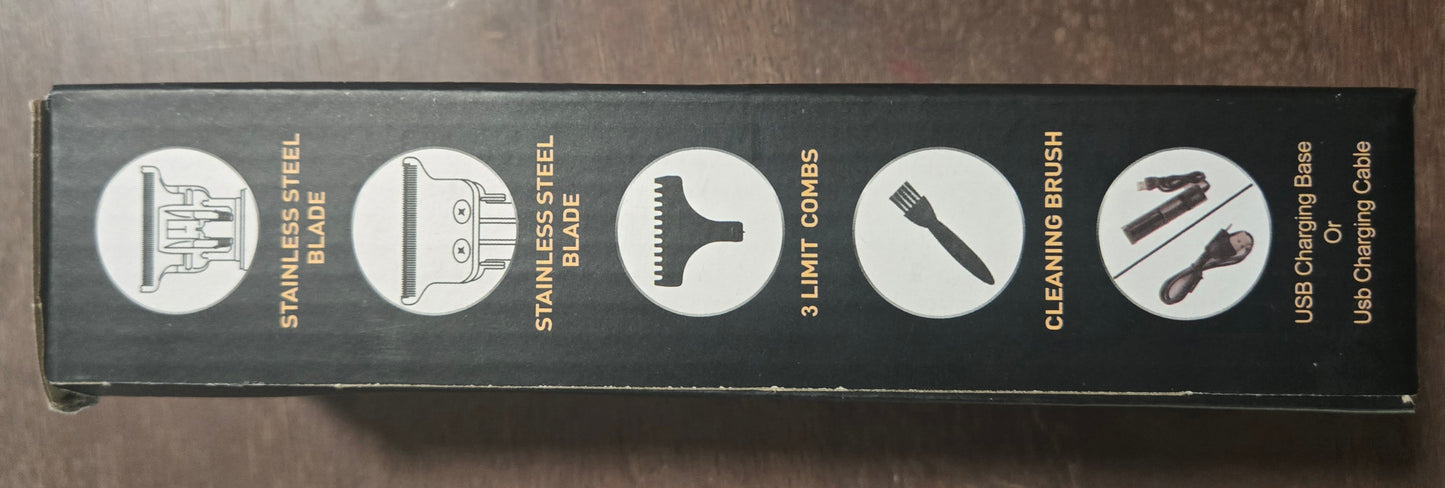 STAINLESS STEEL
BLADE
STAINLESS STEEL
BLADE
3 LIMIT COMBS
CLEANING BRUSH
USB Charging Base
Or
Usb Charging Cable